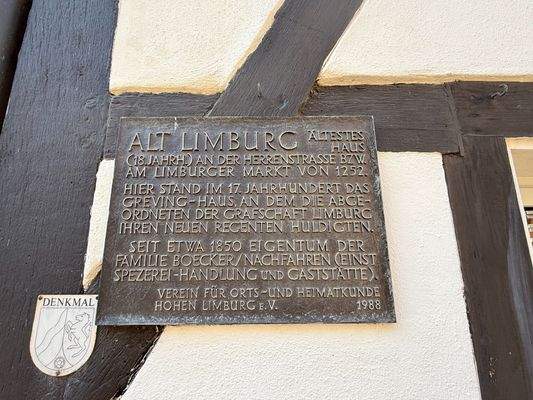 ALT LIMBURG ÄLTESTES HAUS
(18. JAHRH) AN DER HERRENSTRASSE BZW.
AM LIMBURGER MARKT VON 1252.
HIER STAND IM 17. JAHRHUNDERT DAS
GREVING-HAUS, AN DEM DIE ABGE-
ORDNETEN DER GRAFSCHAFT LIMBURG
IHREN NEUEN REGENTEN HULDIGTEN.
SEIT ETWA 1850 EIGENTUM DER
FAMILIE BOECKER/NACHFAHREN (EINST
SPEZEREI-HANDLUNG UND GASTSTÄTTE).
VEREIN FÜR ORTS- UND HEIMATKUNDE
HOHENLIMBURG E.V. 1988
DENKMAL